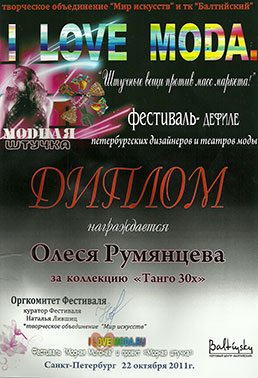 творческое объединение "Мир искусств" и тк "Балтийский"
I LOVE MODA.
"Штучные вещи против масс маркета!"
МОДНАЯ
ШТУЧКА
фестиваль- дефиле
петербургских дизайнеров и театров моды
ДИПЛОМ
награждается
Олеся Румянцева
за коллекцию «Танго 30х»
Оргкомитет Фестиваля
куратор Фестиваля
Наталья Лившиц
*творческое объединение "Мир искусств"
I LOVE MODA.RU
Baltiysky
Санкт-Петербург 22 октября 2011г.